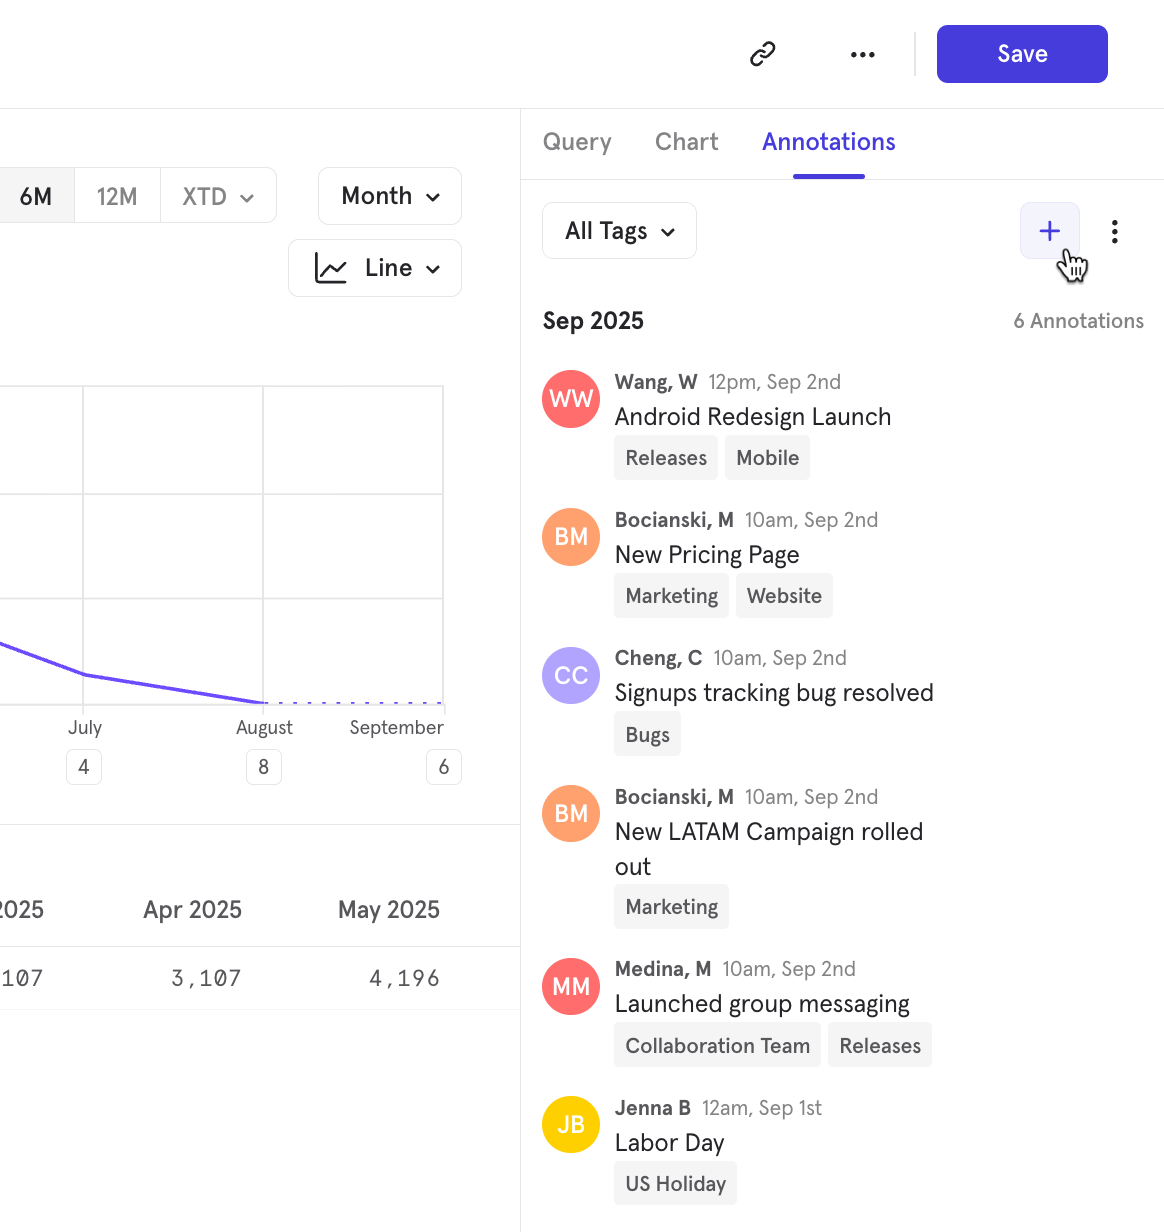 Save
Query Chart Annotations
6M 12M XTD Month
Line
All Tags
Sep 2025 6 Annotations
WW Wang, W 12pm, Sep 2nd
Android Redesign Launch
Releases Mobile
BM Bocianski, M 10am, Sep 2nd
New Pricing Page
Marketing Website
CC Cheng, C 10am, Sep 2nd
Signups tracking bug resolved
Bugs
BM Bocianski, M 10am, Sep 2nd
New LATAM Campaign rolled
out
Marketing
MM Medina, M 10am, Sep 2nd
Launched group messaging
Collaboration Team Releases
JB Jenna B 12am, Sep 1st
Labor Day
US Holiday
July August September
4 8 6
2025 Apr 2025 May 2025
107 3,107 4,196